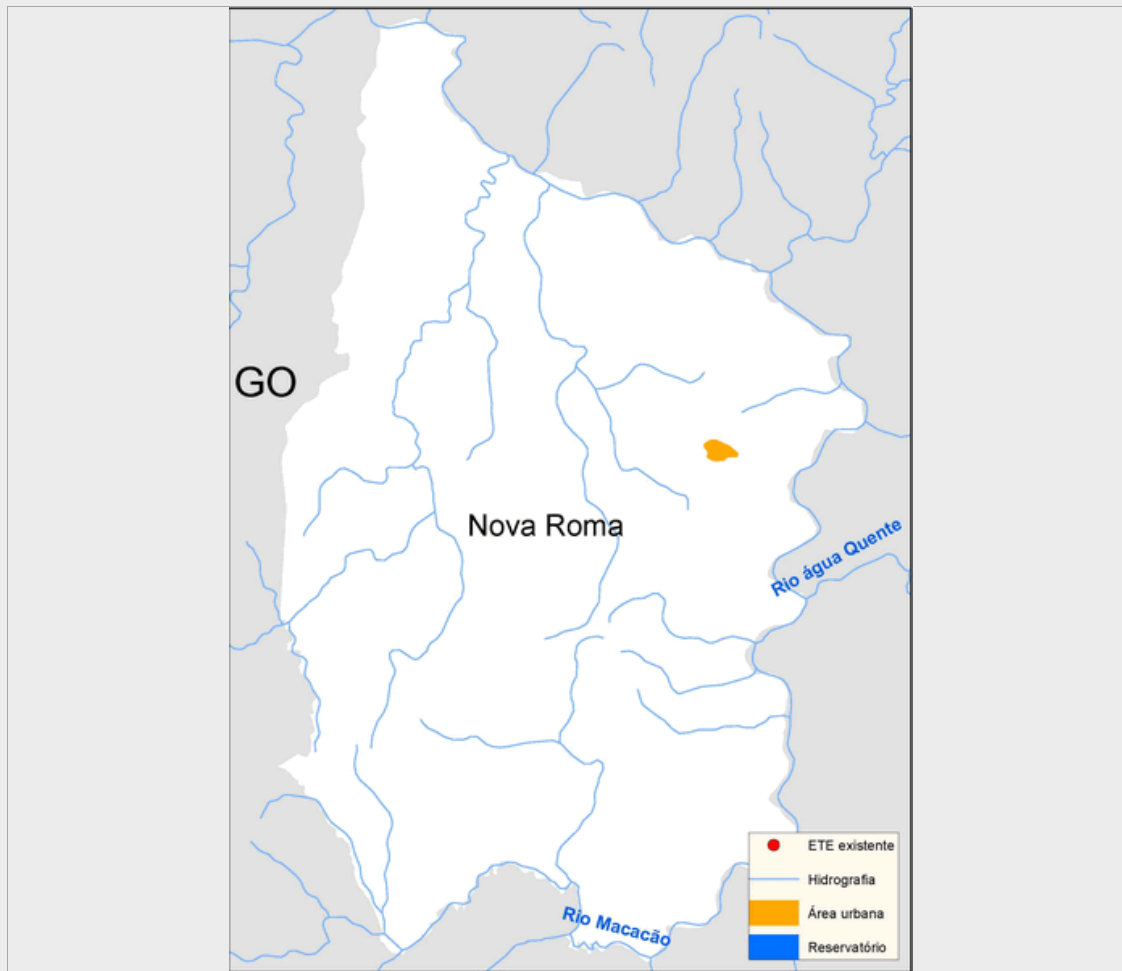 GO
Nova Roma
Rio água Quente
Rio Macacão
ETE existente
Hidrografia
Área urbana
Reservatório